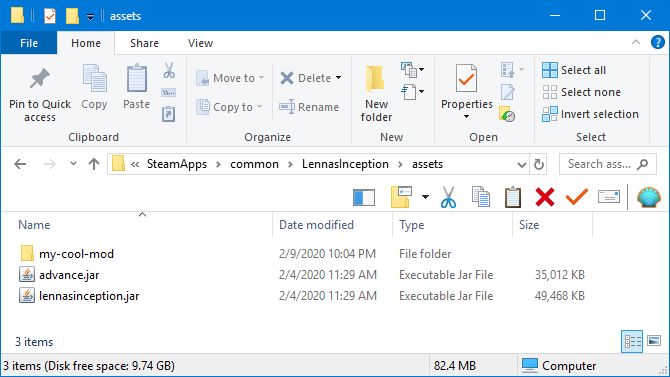 assets
File Home Share View
Pin to Quick access
Copy
Paste
Clipboard
Move to
Copy to
Delete
Rename
Organize
New folder
New
Properties
Open
Select all
Select none
Invert selection
Select
« SteamApps › common › LennasInception › assets
Search ass...
Name Date modified Type Size
my-cool-mod 2/9/2020 10:04 PM File folder
advance.jar 2/4/2020 11:29 AM Executable Jar File 35,012 KB
lennasinception.jar 2/4/2020 11:29 AM Executable Jar File 49,468 KB
3 items
3 items (Disk free space: 9.74 GB) 82.4 MB Computer